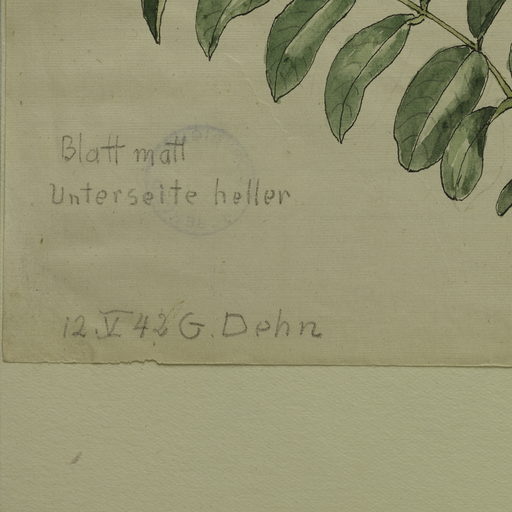 Blatt matt
Unterseite heller
12.V 42 G. Dehn